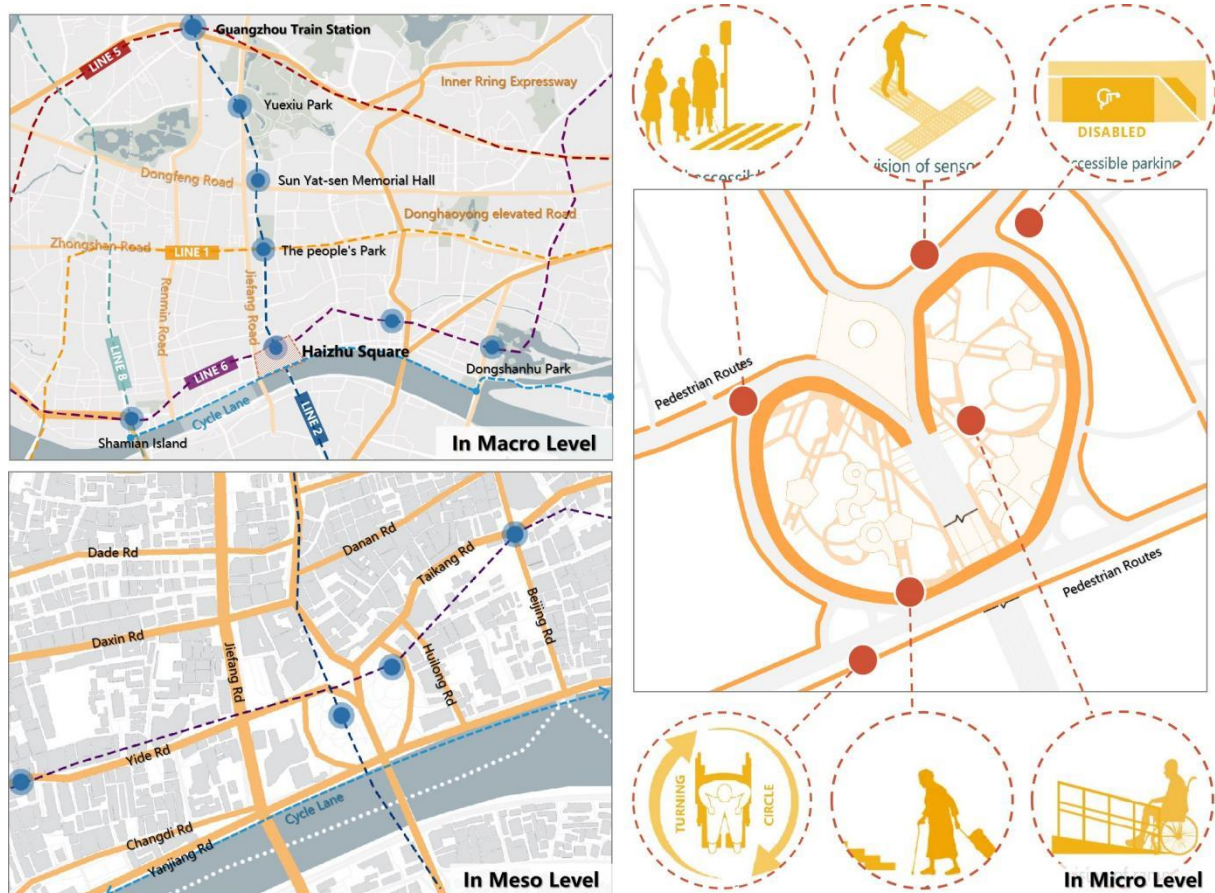 Guangzhou Train Station
LINE 5
Inner Rring Expressway
Yuexiu Park
Dongfeng Road
Sun Yat-sen Memorial Hall
Donghaoyong elevated Road
Zhongshan Road
LINE 1
The people's Park
Renmin Road
Jiefang Road
LINE 8
LINE 6
Haizhu Square
Dongshanhu Park
Cycle Lane
LINE 2
Shamian Island
In Macro Level
Dade Rd
Danan Rd
Taikang Rd
Beijing Rd
Daxin Rd
Jiefang Rd
Huilong Rd
Yide Rd
Cycle Lane
Changdi Rd
Yanjiang Rd
In Meso Level
DISABLED
accessible parking
Pedestrian Routes
Pedestrian Routes
TURNING
CIRCLE
In Micro Level